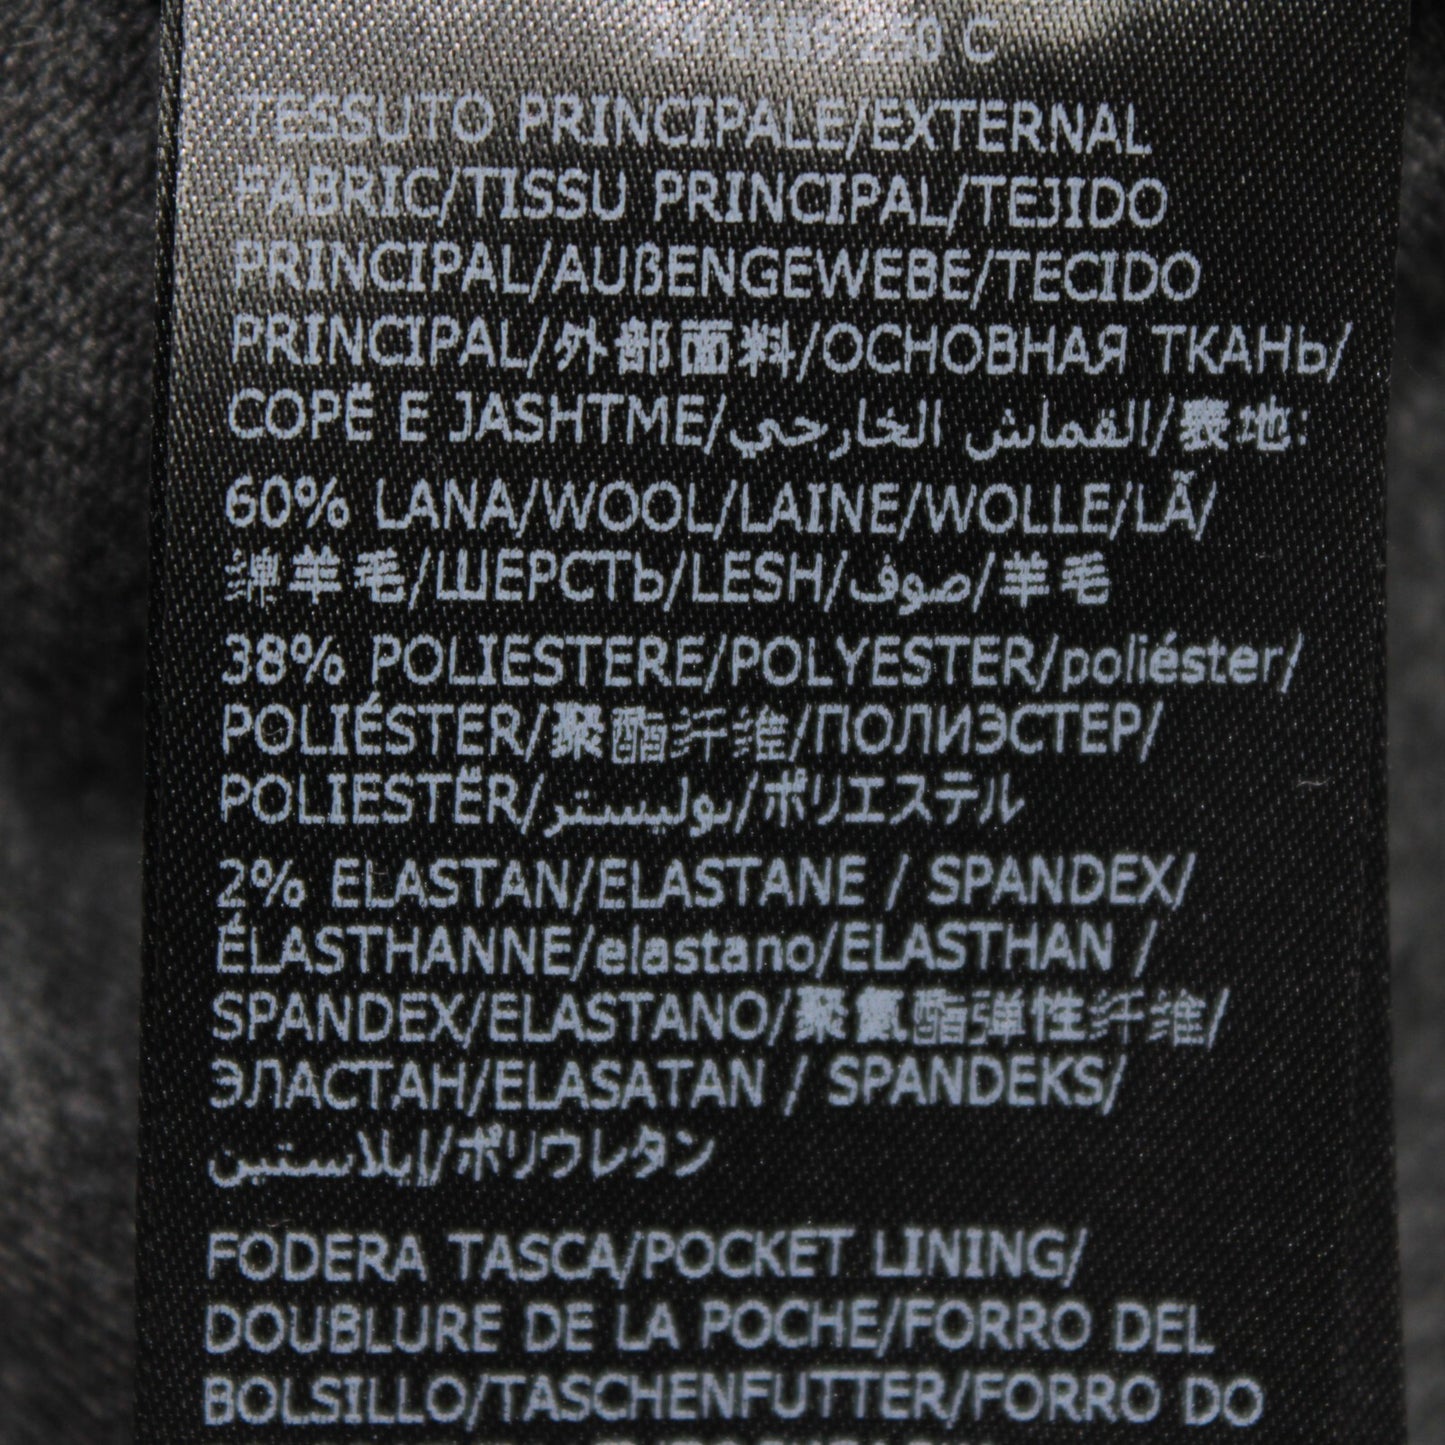 TESSUTO PRINCIPALE/EXTERNAL
FABRIC/TISSU PRINCIPAL/TEJIDO
PRINCIPAL/AUßENGEWEBE/TECIDO
PRINCIPAL/外部面料/ОСНОВНАЯ ТКАНЬ/
COPË E JASHTME/القماش الخارجي/表地:
60% LANA/WOOL/LAINE/WOLLE/LÃ/
绵羊毛/ШЕРСТЬ/LESH/صوف/羊毛
38% POLIESTERE/POLYESTER/poliéster/
POLIÉSTER/聚酯纤维/ПОЛИЭСТЕР/
POLIESTËR/بوليستر/ポリエステル
2% ELASTAN/ELASTANE / SPANDEX/
ÉLASTHANNE/elastano/ELASTHAN /
SPANDEX/ELASTANO/聚氨酯弹性纤维/
ЭЛАСТАН/ELASATAN / SPANDEKS/
إيلاستين/ポリウレタン
FODERA TASCA/POCKET LINING/
DOUBLURE DE LA POCHE/FORRO DEL
BOLSILLO/TASCHENFUTTER/FORRO DO